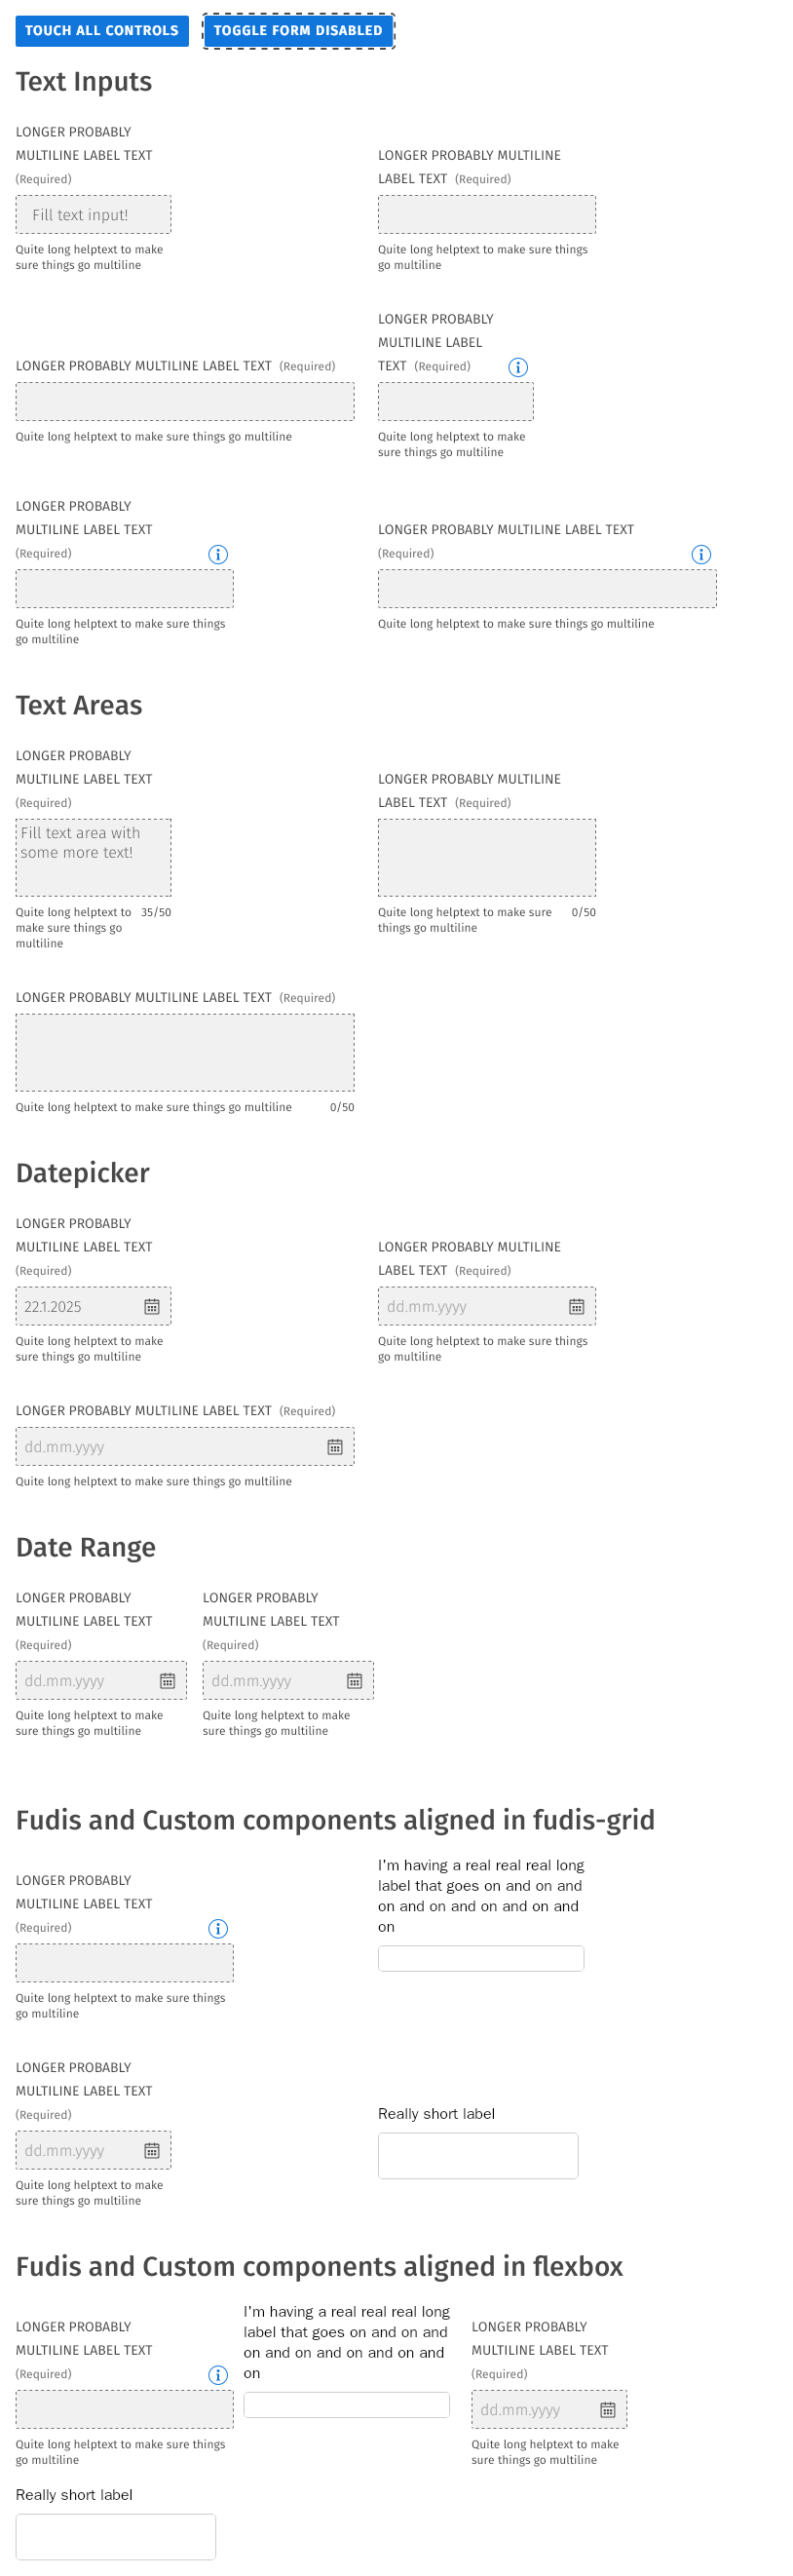 TOUCH ALL CONTROLS
TOGGLE FORM DISABLED
Text Inputs
LONGER PROBABLY
MULTILINE LABEL TEXT
(Required)
Fill text input!
Quite long helptext to make
sure things go multiline
LONGER PROBABLY MULTILINE
LABEL TEXT (Required)
Quite long helptext to make sure things
go multiline
LONGER PROBABLY MULTILINE LABEL TEXT (Required)
Quite long helptext to make sure things go multiline
LONGER PROBABLY
MULTILINE LABEL
TEXT (Required)
Quite long helptext to make
sure things go multiline
LONGER PROBABLY
MULTILINE LABEL TEXT
(Required)
Quite long helptext to make sure things
go multiline
LONGER PROBABLY MULTILINE LABEL TEXT
(Required)
Quite long helptext to make sure things go multiline
Text Areas
LONGER PROBABLY
MULTILINE LABEL TEXT
(Required)
Fill text area with
some more text!
Quite long helptext to 35/50
make sure things go
multiline
LONGER PROBABLY MULTILINE
LABEL TEXT (Required)
Quite long helptext to make sure 0/50
things go multiline
LONGER PROBABLY MULTILINE LABEL TEXT (Required)
Quite long helptext to make sure things go multiline 0/50
Datepicker
LONGER PROBABLY
MULTILINE LABEL TEXT
(Required)
22.1.2025
Quite long helptext to make
sure things go multiline
LONGER PROBABLY MULTILINE
LABEL TEXT (Required)
dd.mm.yyyy
Quite long helptext to make sure things
go multiline
LONGER PROBABLY MULTILINE LABEL TEXT (Required)
dd.mm.yyyy
Quite long helptext to make sure things go multiline
Date Range
LONGER PROBABLY
MULTILINE LABEL TEXT
(Required)
dd.mm.yyyy
Quite long helptext to make
sure things go multiline
LONGER PROBABLY
MULTILINE LABEL TEXT
(Required)
dd.mm.yyyy
Quite long helptext to make
sure things go multiline
Fudis and Custom components aligned in fudis-grid
LONGER PROBABLY
MULTILINE LABEL TEXT
(Required)
Quite long helptext to make sure things
go multiline
I'm having a real real real long
label that goes on and on and
on and on and on and on and
on
LONGER PROBABLY
MULTILINE LABEL TEXT
(Required)
dd.mm.yyyy
Quite long helptext to make
sure things go multiline
Really short label
Fudis and Custom components aligned in flexbox
LONGER PROBABLY
MULTILINE LABEL TEXT
(Required)
Quite long helptext to make sure things
go multiline
I'm having a real real real long
label that goes on and on and
on and on and on and on and
on
LONGER PROBABLY
MULTILINE LABEL TEXT
(Required)
dd.mm.yyyy
Quite long helptext to make
sure things go multiline
Really short label